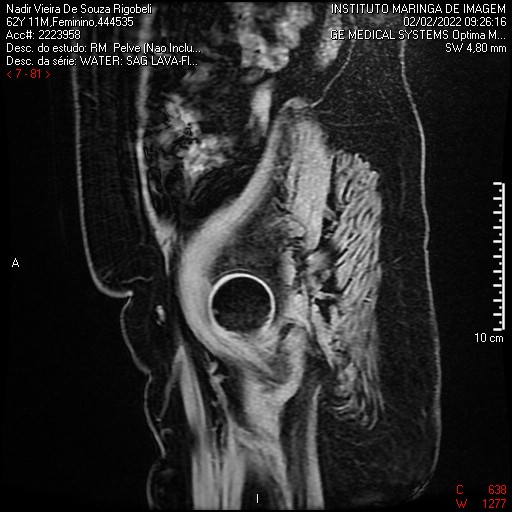 Nadir Vieira De Souza Rigobeli
62Y 11M,Feminino,444535
Acc#: 2223958
Desc. do estudo: RM  Pelve (Nao Inclu...
Desc. da série: WATER: SAG LAVA-Fl...
< 7 - 81 >
INSTITUTO MARINGA DE IMAGEM
02/02/2022 09:26:16
GE MEDICAL SYSTEMS Optima M...
SW 4,80 mm
A
10 cm
I
C 638
W 1277